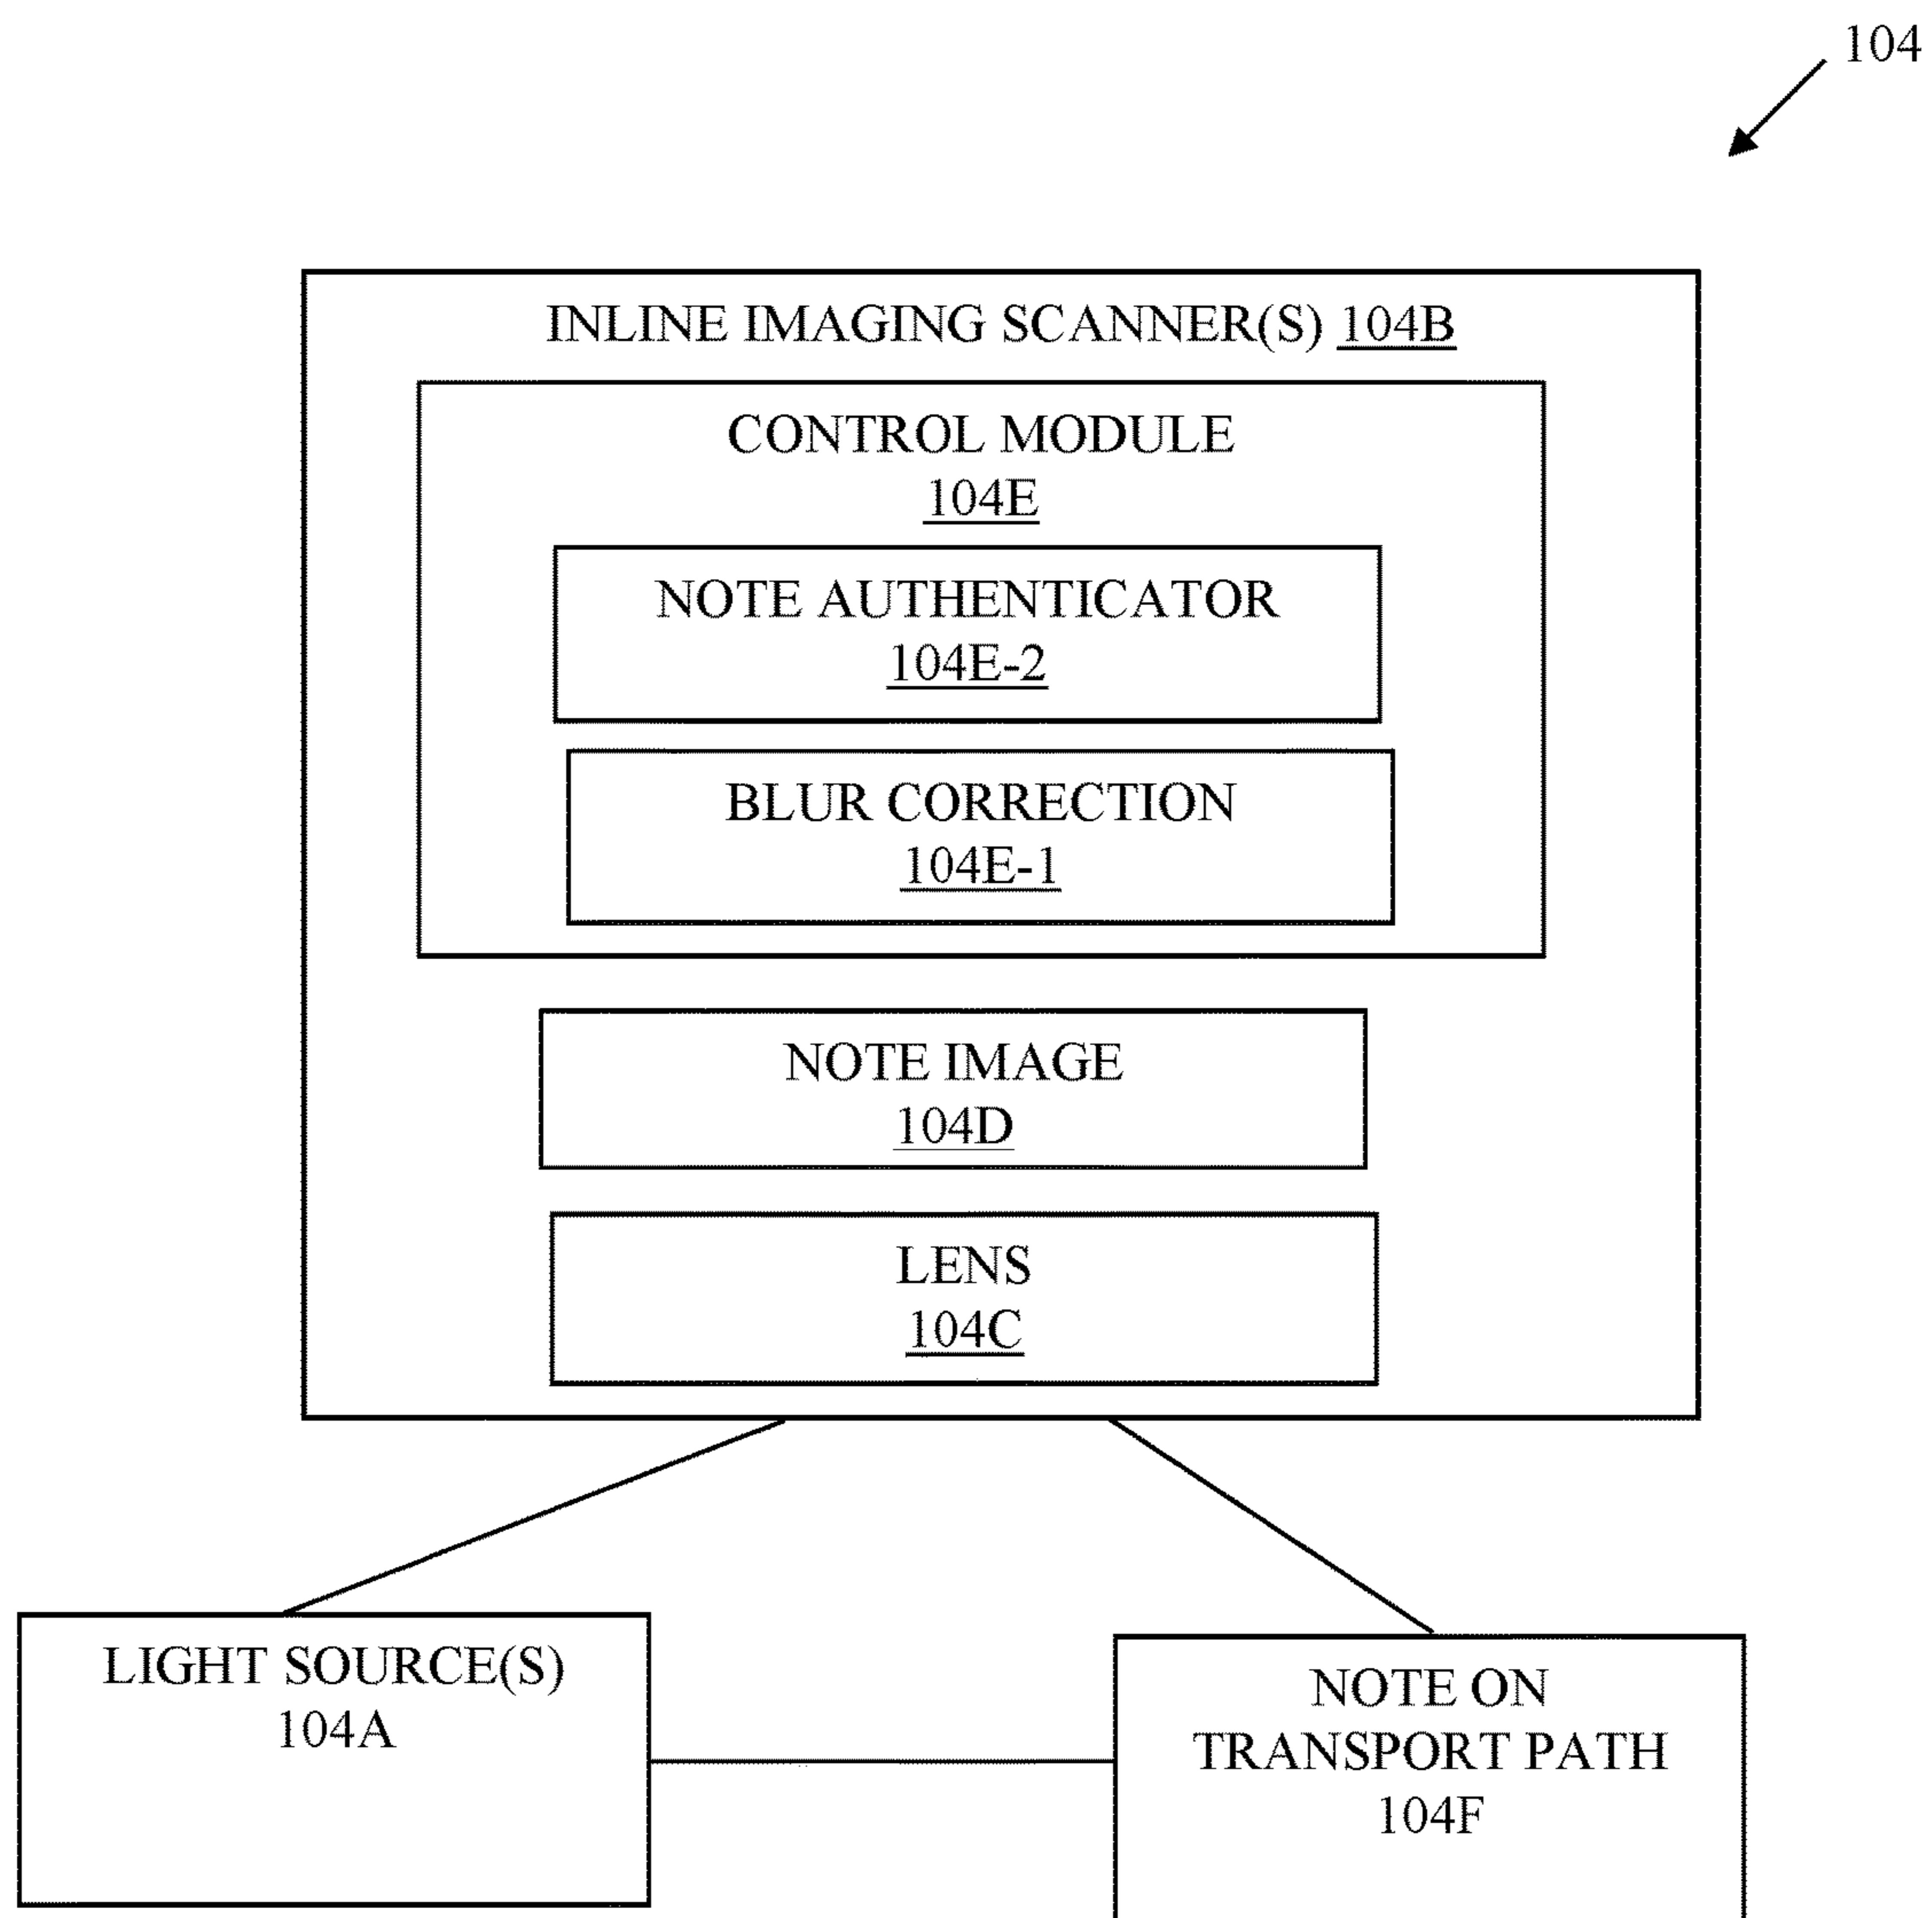 104
INLINE IMAGING SCANNER(S) 104B
CONTROL MODULE
104E
NOTE AUTHENTICATOR
104E-2
BLUR CORRECTION
104E-1
NOTE IMAGE
104D
LENS
104C
LIGHT SOURCE(S)
104A
NOTE ON
TRANSPORT PATH
104F